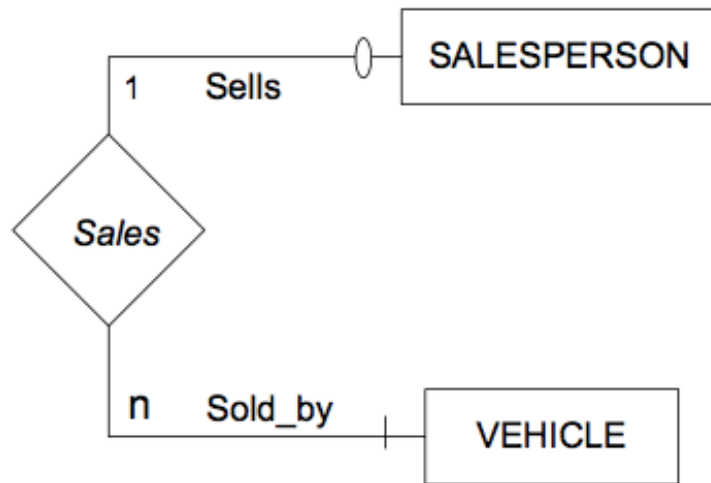 SALESPERSON
1 Sells
Sales
n Sold_by
VEHICLE